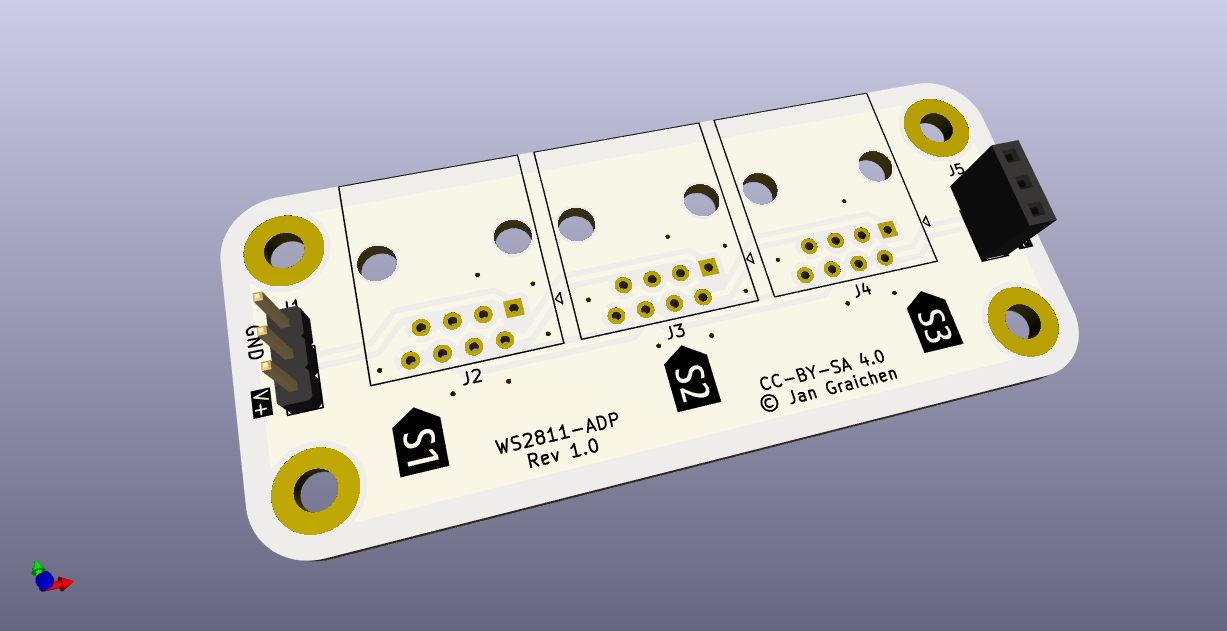 J1
GND
V+
J2
J3
J4
J5
S1
S2
S3
WS2811-ADP
Rev 1.0
CC-BY-SA 4.0
© Jan Graichen